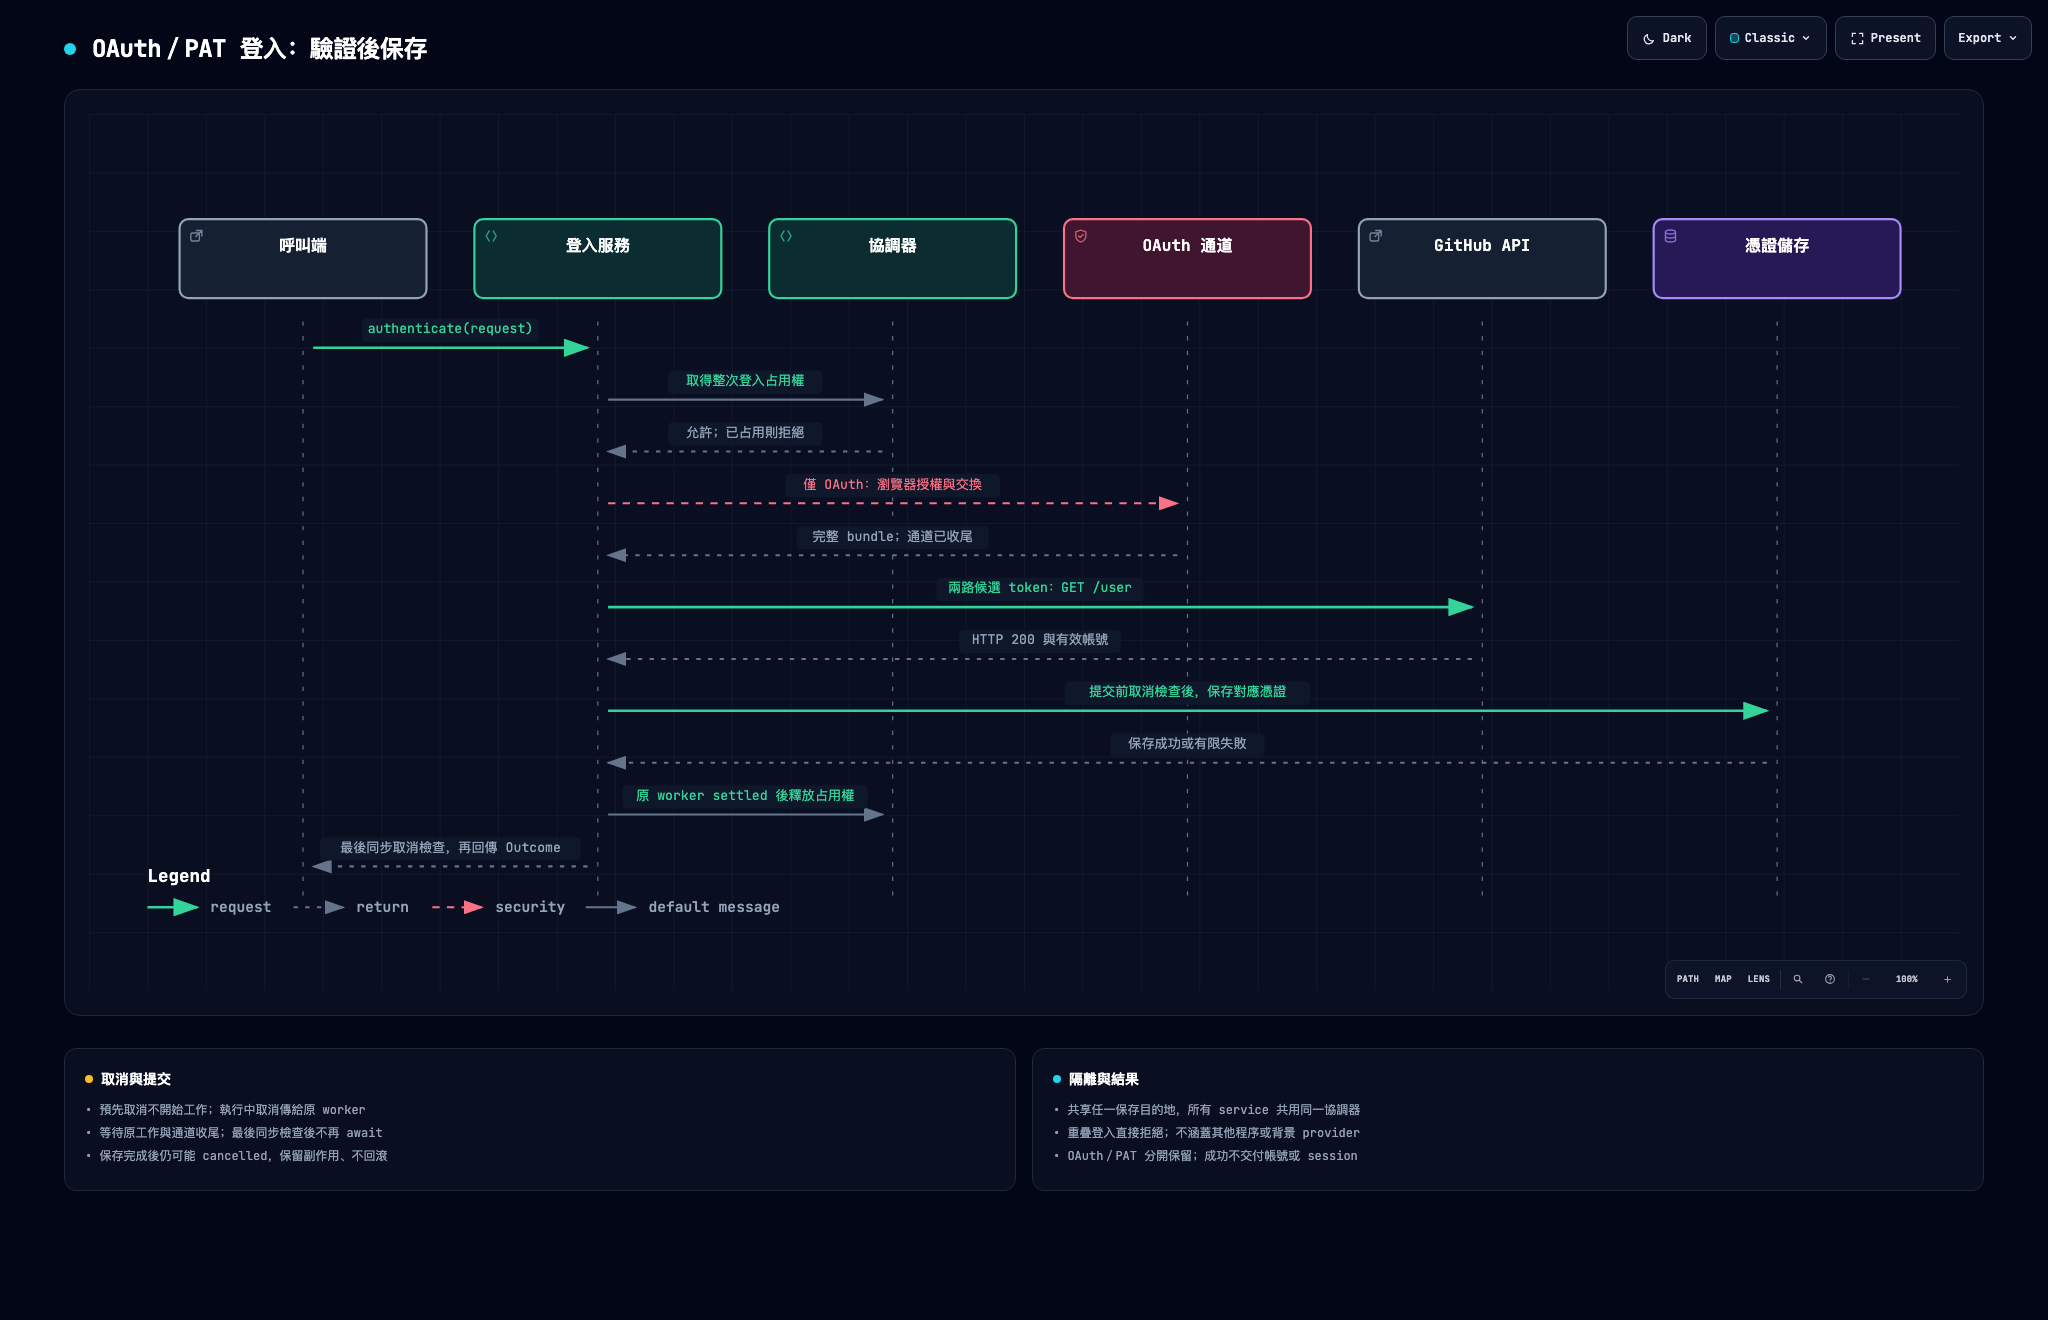 OAuth / PAT 登入：驗證後保存
Dark
Classic
Present
Export
呼叫端
登入服務
協調器
OAuth 通道
GitHub API
憑證儲存
authenticate(request)
取得整次登入占用權
允許；已占用則拒絕
僅 OAuth：瀏覽器授權與交換
完整 bundle；通道已收尾
兩路候選 token：GET /user
HTTP 200 與有效帳號
提交前取消檢查後，保存對應憑證
保存成功或有限失敗
原 worker settled 後釋放占用權
最後同步取消檢查，再回傳 Outcome
Legend
request
return
security
default message
PATH
MAP
LENS
100%
取消與提交
• 預先取消不開始工作；執行中取消傳給原 worker
• 等待原工作與通道收尾；最後同步檢查後不再 await
• 保存完成後仍可能 cancelled，保留副作用、不回滾
隔離與結果
• 共享任一保存目的地，所有 service 共用同一協調器
• 重疊登入直接拒絕；不涵蓋其他程序或背景 provider
• OAuth / PAT 分開保留；成功不交付帳號或 session